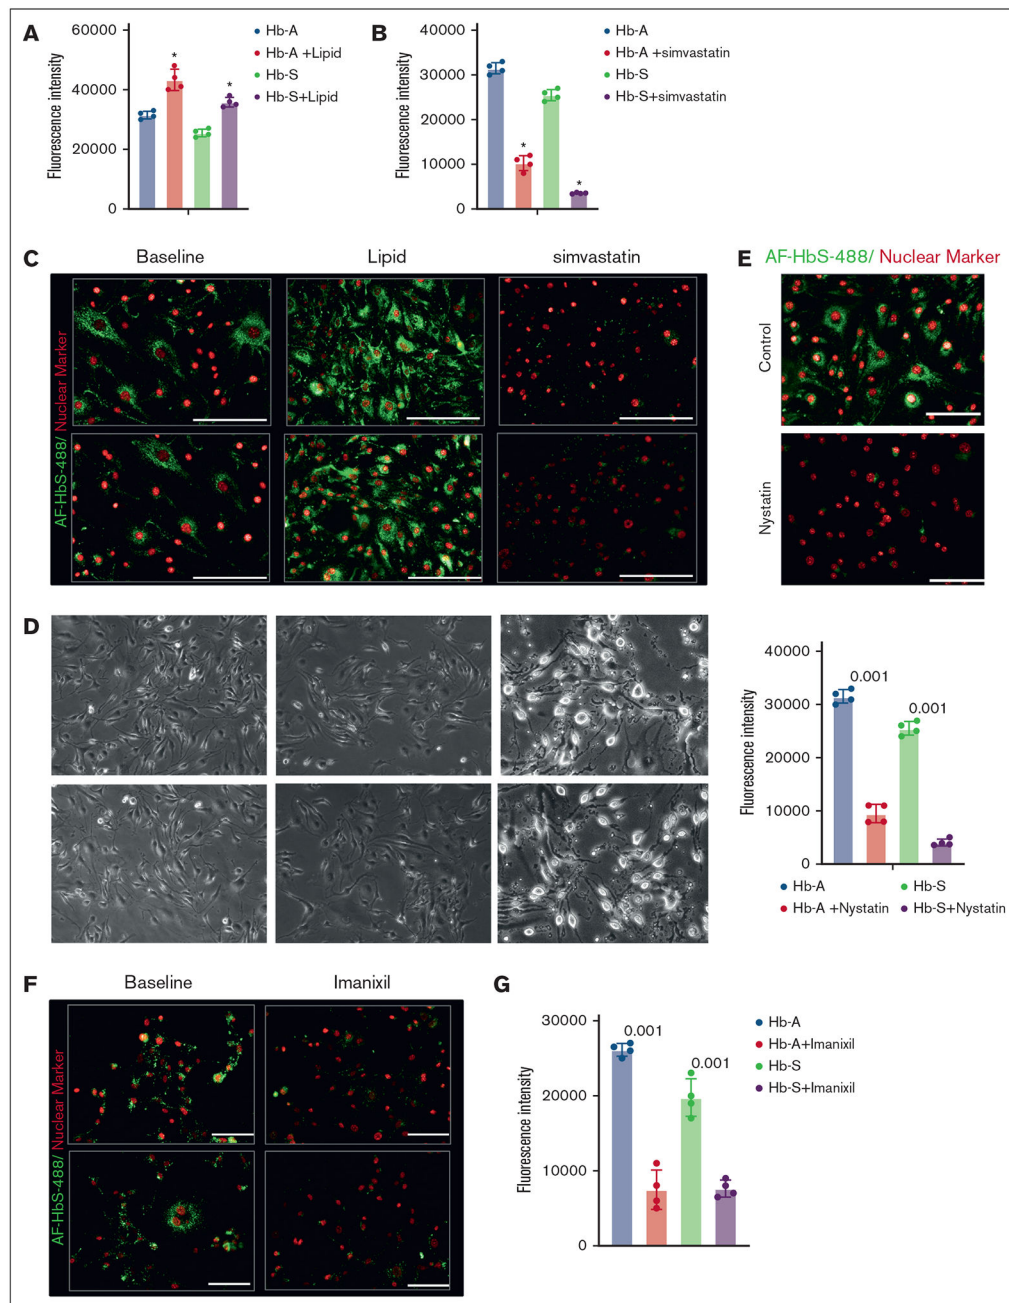 A
Fluorescence intensity
60000
40000
20000
0
*
*
Hb-A
Hb-A +Lipid
Hb-S
Hb-S+Lipid
B
Fluorescence intensity
40000
30000
20000
10000
0
*
*
Hb-A
Hb-A +simvastatin
Hb-S
Hb-S+simvastatin
C
Baseline
Lipid
simvastatin
AF-HbS-488/ Nuclear Marker
E
AF-HbS-488/ Nuclear Marker
Control
Nystatin
D
Fluorescence intensity
40000
30000
20000
10000
0
0.001
0.001
Hb-A
Hb-S
Hb-A +Nystatin
Hb-S+Nystatin
F
Baseline
Imanixil
AF-HbS-488/ Nuclear Marker
G
Fluorescence intensity
30000
20000
10000
0
0.001
0.001
Hb-A
Hb-A+Imanixil
Hb-S
Hb-S+Imanixil